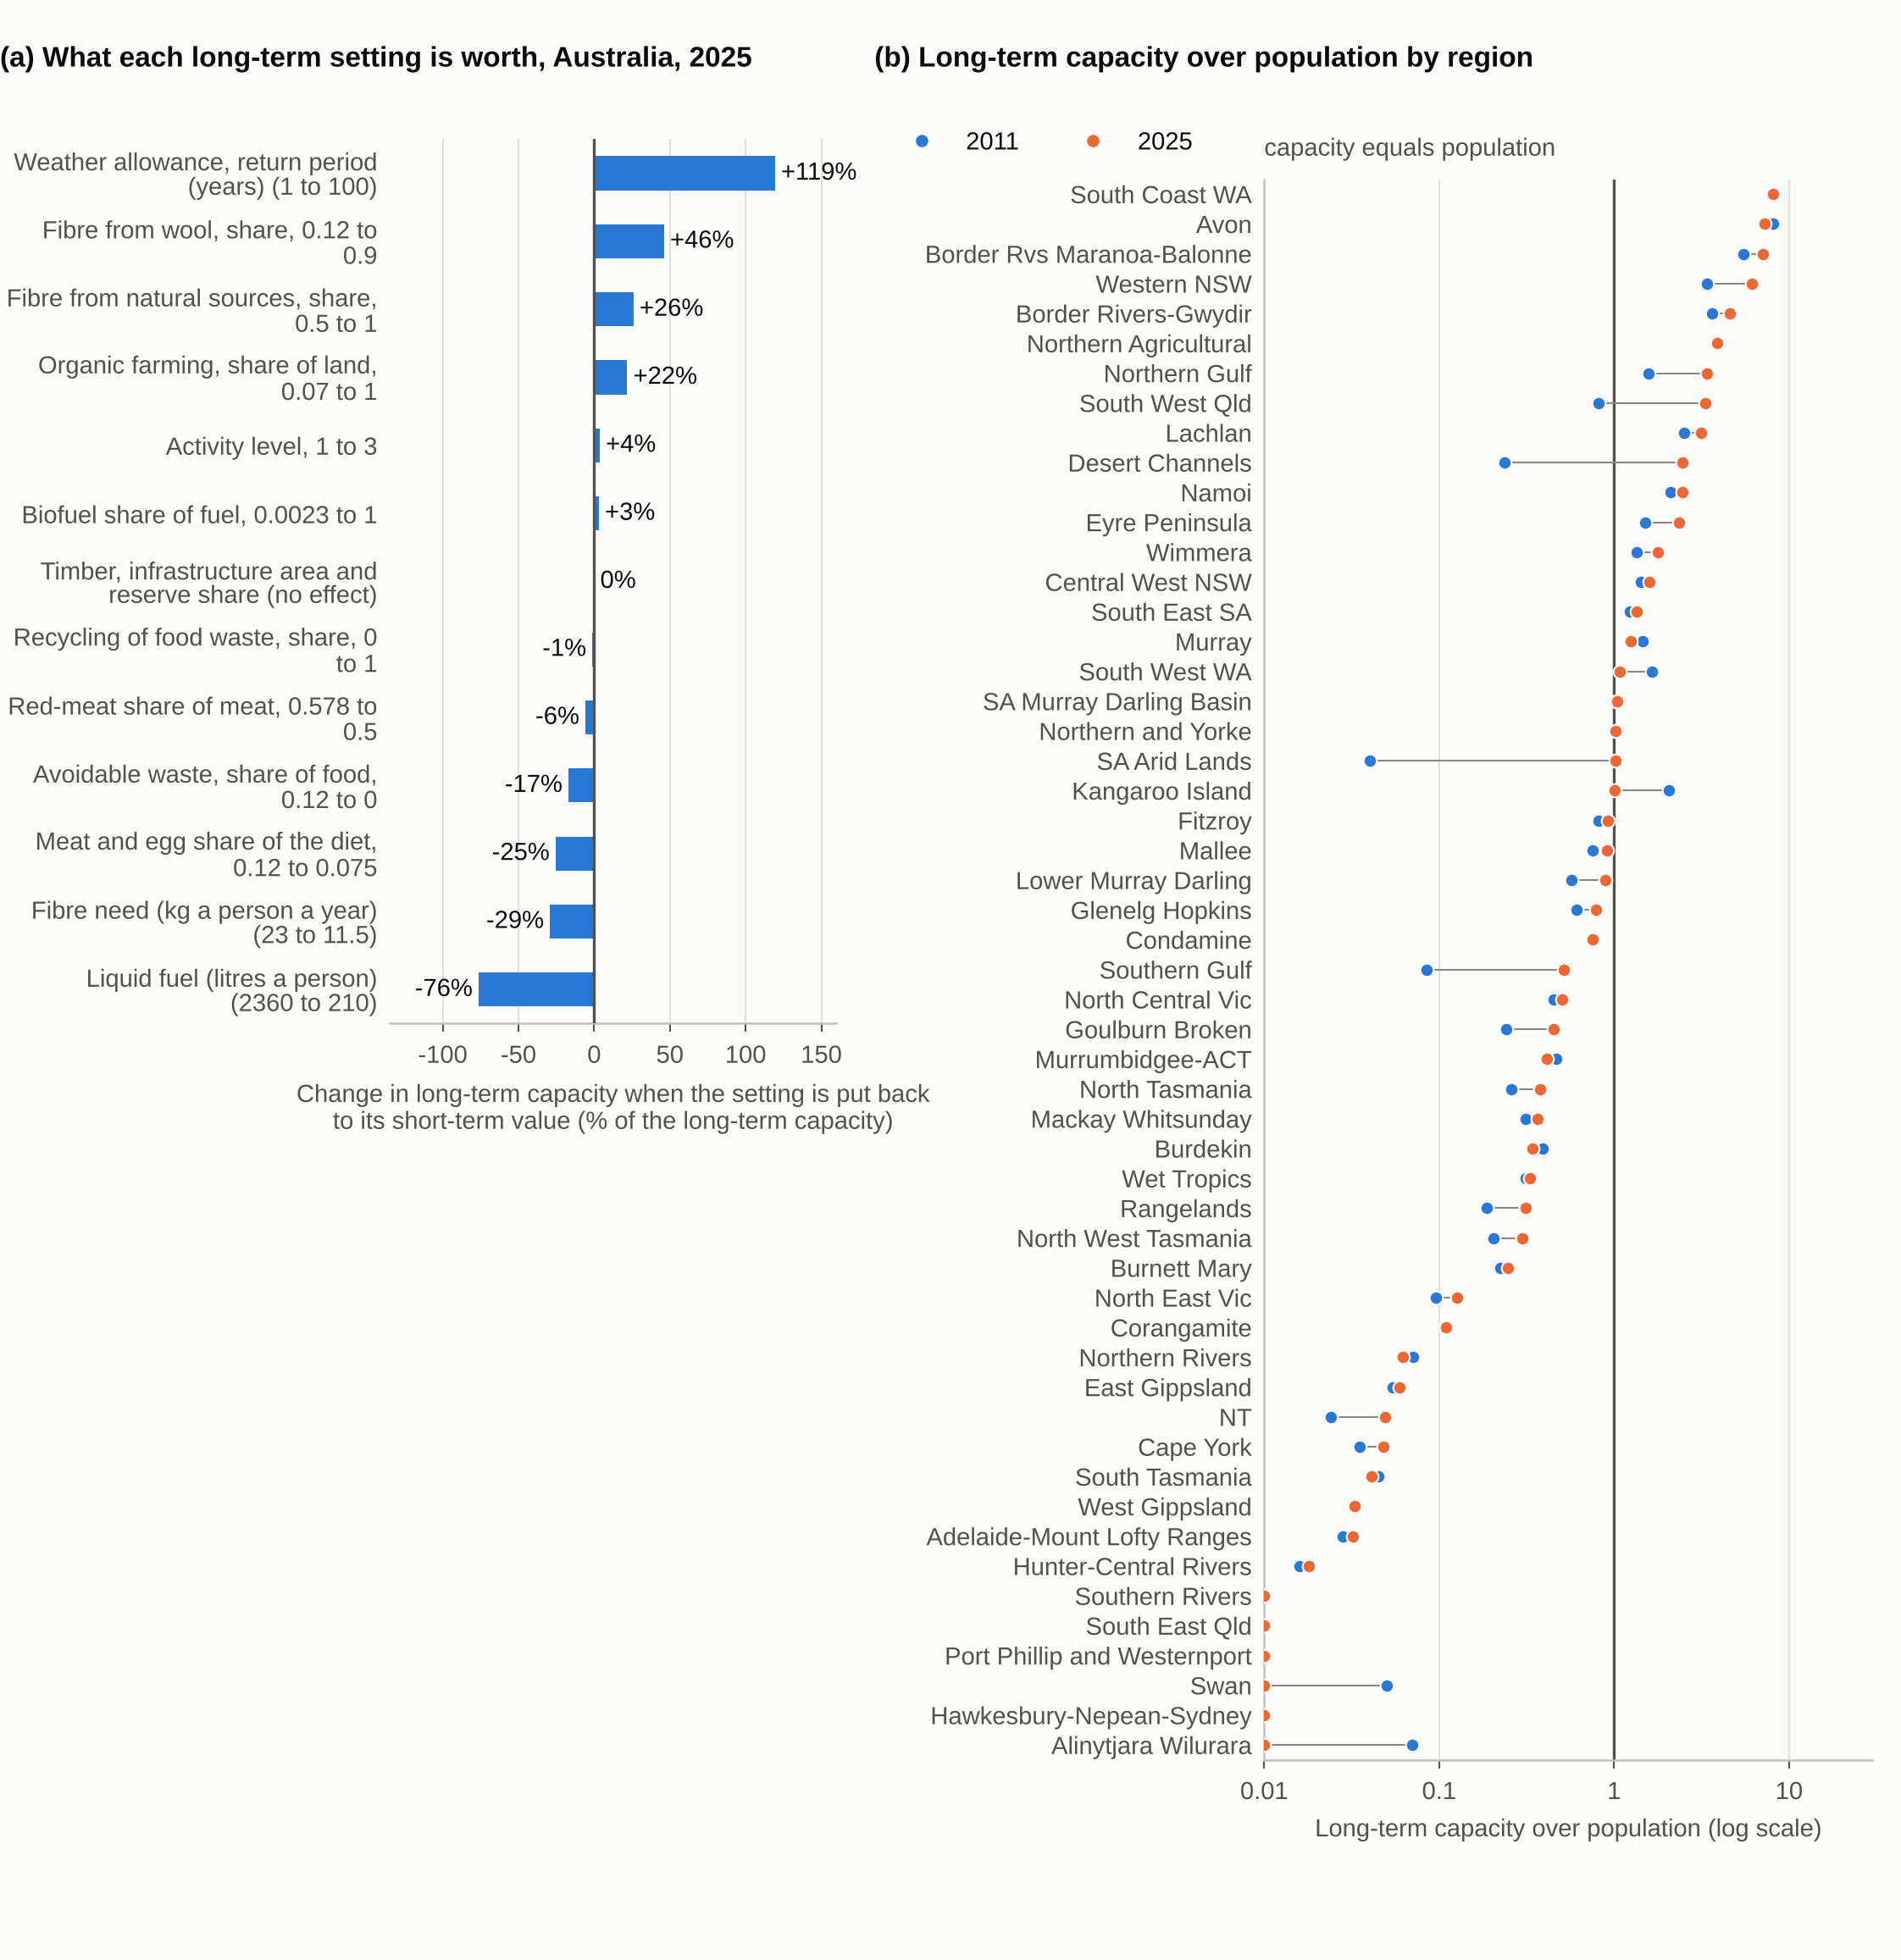 (a) What each long-term setting is worth, Australia, 2025
Weather allowance, return period
(years) (1 to 100)
+119%
Fibre from wool, share, 0.12 to
0.9
+46%
Fibre from natural sources, share,
0.5 to 1
+26%
Organic farming, share of land,
0.07 to 1
+22%
Activity level, 1 to 3
+4%
Biofuel share of fuel, 0.0023 to 1
+3%
Timber, infrastructure area and
reserve share (no effect)
0%
Recycling of food waste, share, 0
to 1
-1%
Red-meat share of meat, 0.578 to
0.5
-6%
Avoidable waste, share of food,
0.12 to 0
-17%
Meat and egg share of the diet,
0.12 to 0.075
-25%
Fibre need (kg a person a year)
(23 to 11.5)
-29%
Liquid fuel (litres a person)
(2360 to 210)
-76%
-100 -50 0 50 100 150
Change in long-term capacity when the setting is put back
to its short-term value (% of the long-term capacity)
(b) Long-term capacity over population by region
2011 2025
capacity equals population
South Coast WA
Avon
Border Rvs Maranoa-Balonne
Western NSW
Border Rivers-Gwydir
Northern Agricultural
Northern Gulf
South West Qld
Lachlan
Desert Channels
Namoi
Eyre Peninsula
Wimmera
Central West NSW
South East SA
Murray
South West WA
SA Murray Darling Basin
Northern and Yorke
SA Arid Lands
Kangaroo Island
Fitzroy
Mallee
Lower Murray Darling
Glenelg Hopkins
Condamine
Southern Gulf
North Central Vic
Goulburn Broken
Murrumbidgee-ACT
North Tasmania
Mackay Whitsunday
Burdekin
Wet Tropics
Rangelands
North West Tasmania
Burnett Mary
North East Vic
Corangamite
Northern Rivers
East Gippsland
NT
Cape York
South Tasmania
West Gippsland
Adelaide-Mount Lofty Ranges
Hunter-Central Rivers
Southern Rivers
South East Qld
Port Phillip and Westernport
Swan
Hawkesbury-Nepean-Sydney
Alinytjara Wilurara
0.01 0.1 1 10
Long-term capacity over population (log scale)